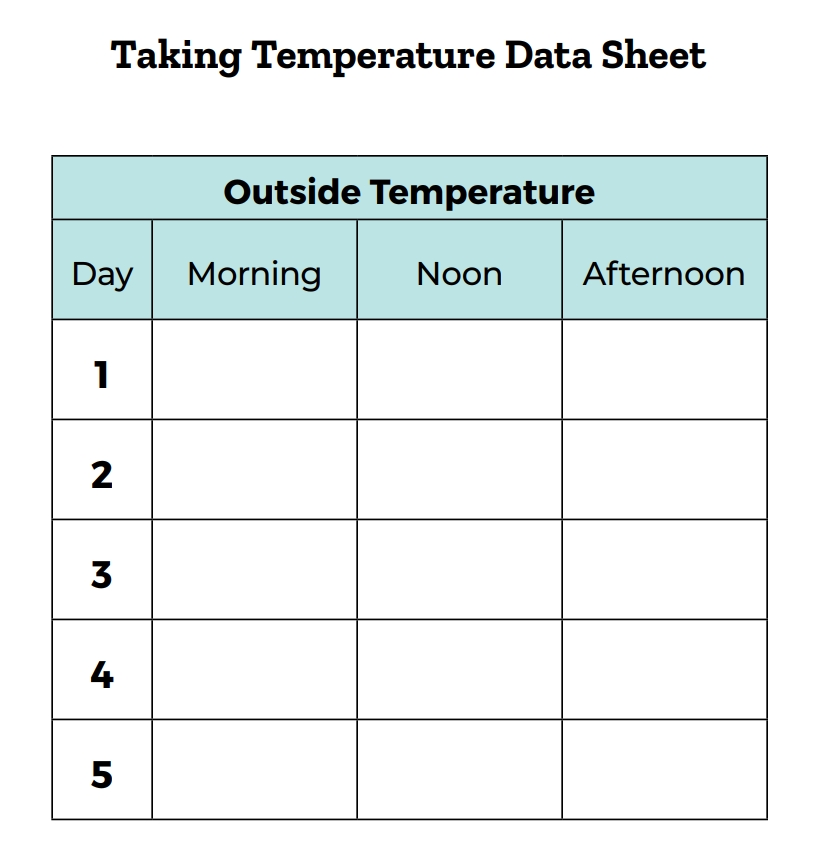 Taking Temperature Data Sheet
Outside Temperature
Day Morning Noon Afternoon
1
2
3
4
5